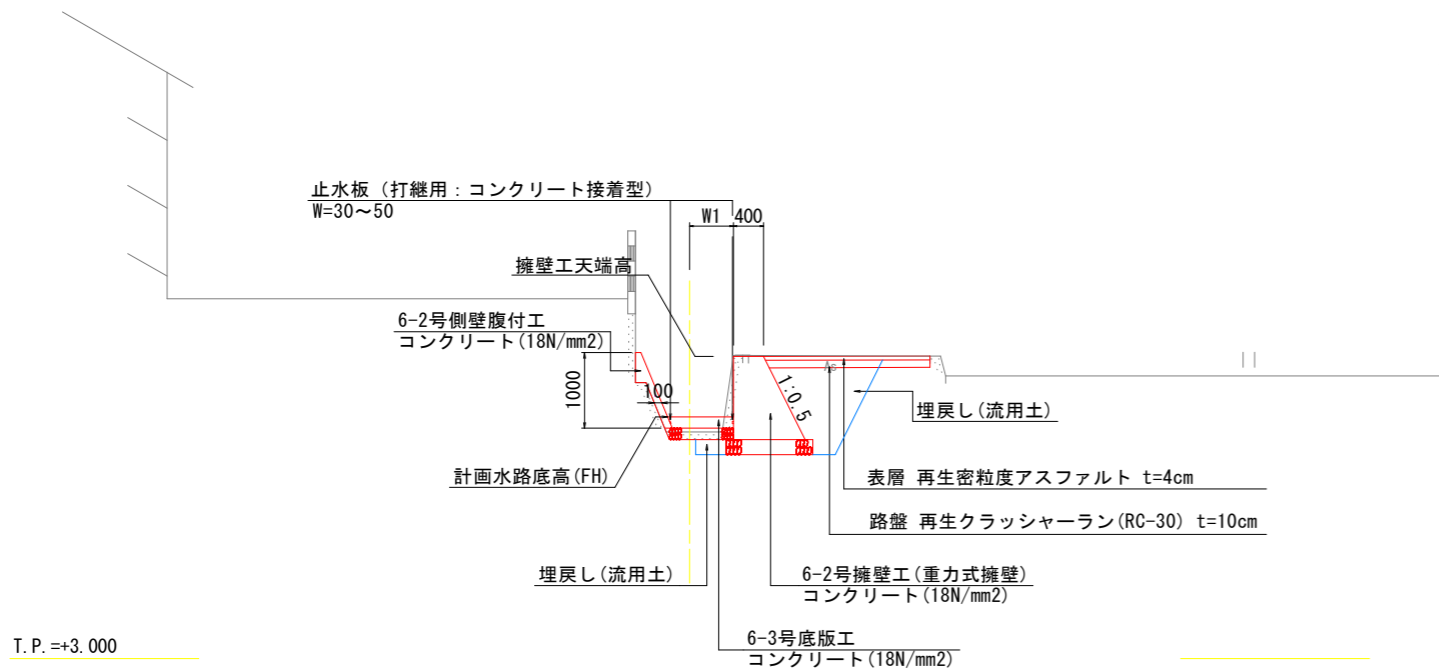 止水板（打継用：コンクリート接着型）
W=30～50
W1
400
擁壁工天端高
6-2号側壁腹付工
コンクリート(18N/mm2)
1000
100
1:0.5
Ac
埋戻し(流用土)
計画水路底高(FH)
表層 再生密粒度アスファルト t=4cm
路盤 再生クラッシャーラン(RC-30) t=10cm
埋戻し(流用土)
6-2号擁壁工(重力式擁壁)
コンクリート(18N/mm2)
6-3号底版工
コンクリート(18N/mm2)
T.P.=+3.000